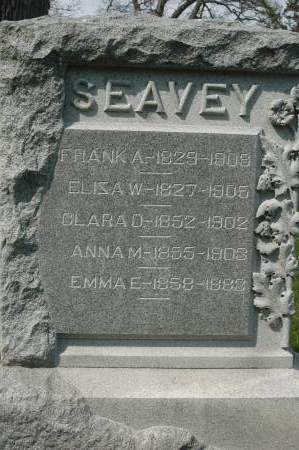 SEAVEY
FRANK A.-1829-1908
ELIZA W.-1827-1905
CLARA D.-1852-1902
ANNA M.-1855-1903
EMMA E.-1858-1883